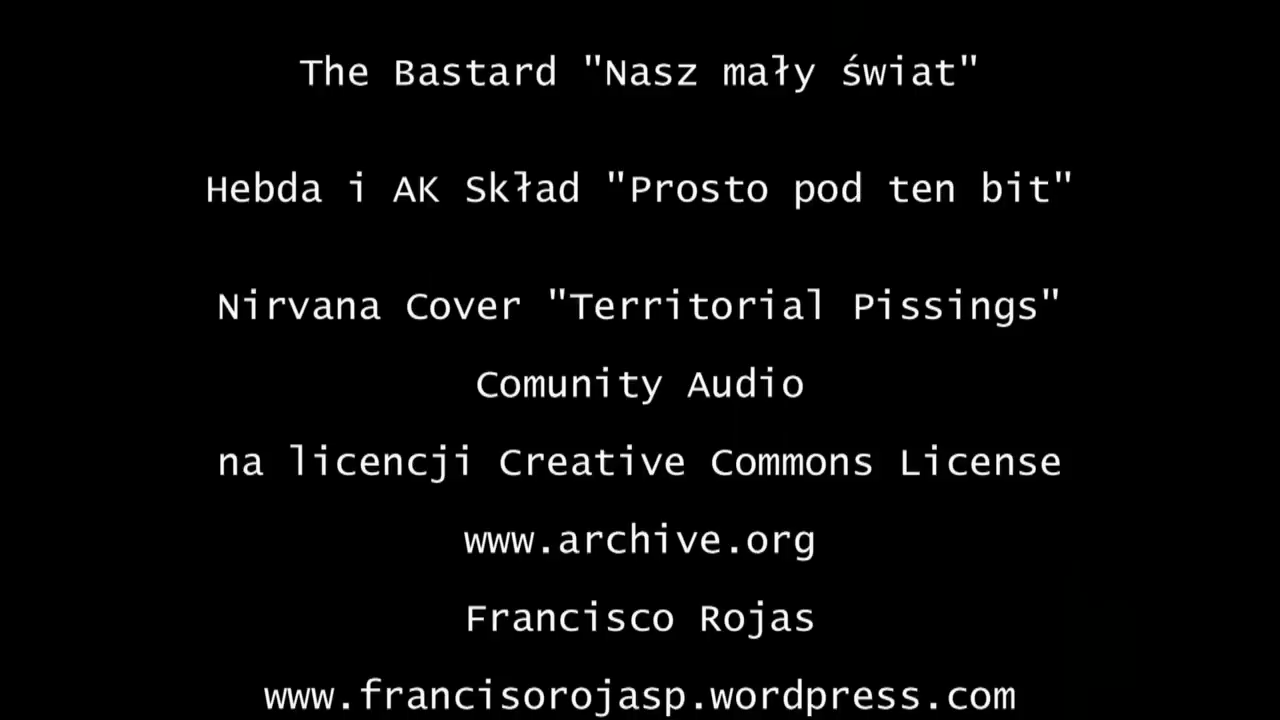 The Bastard "Nasz mały świat"
Hebda i AK Skład "Prosto pod ten bit"
Nirvana Cover "Territorial Pissings"
Comunity Audio
na licencji Creative Commons License
www.archive.org
Francisco Rojas
www.francisorojasp.wordpress.com